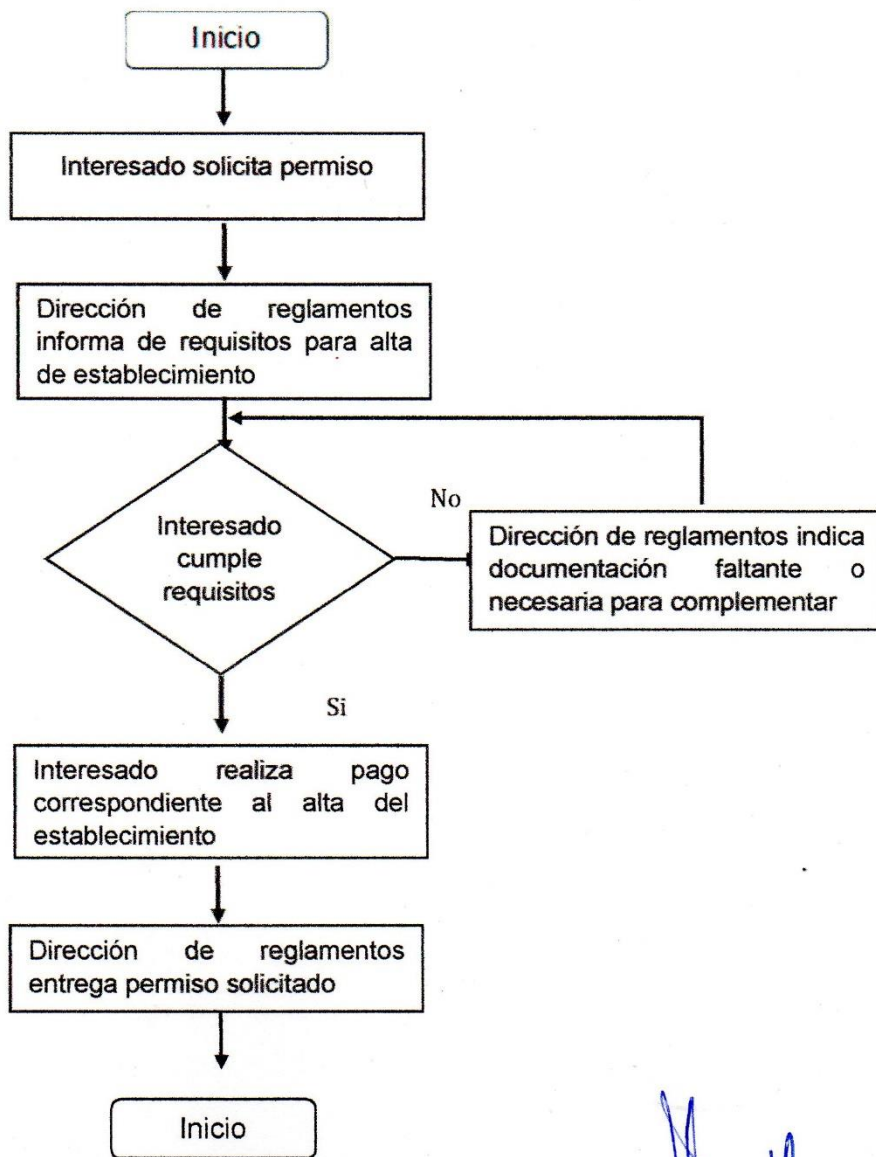 Inicio
Interesado solicita permiso
Dirección de reglamentos
informa de requisitos para alta
de establecimiento
Interesado
cumple
requisitos
No
Dirección de reglamentos indica
documentación faltante o
necesaria para complementar
Si
Interesado realiza pago
correspondiente al alta del
establecimiento
Dirección de reglamentos
entrega permiso solicitado
Inicio